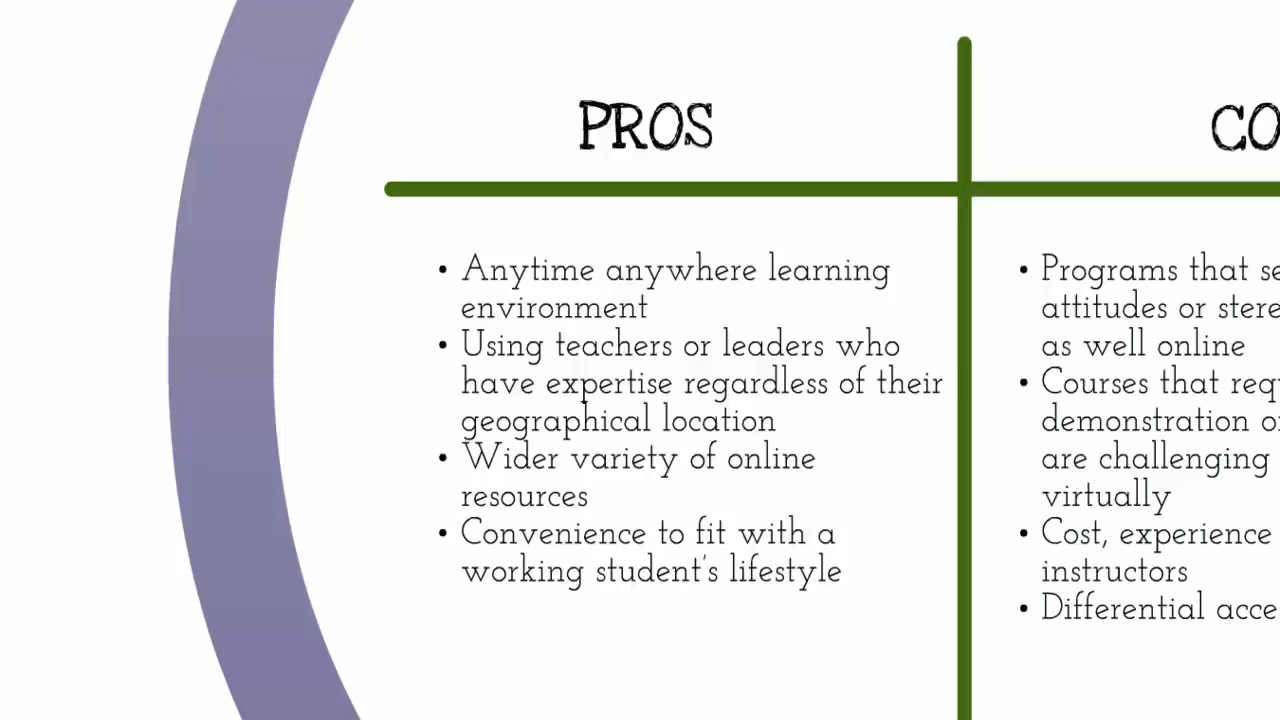 PROS
• Anytime anywhere learning
environment
• Using teachers or leaders who
have expertise regardless of their
geographical location
• Wider variety of online
resources
• Convenience to fit with a
working student's lifestyle
CO
• Programs that se
attitudes or stere
as well online
• Courses that req
demonstration o
are challenging
virtually
• Cost, experience
instructors
• Differential acce